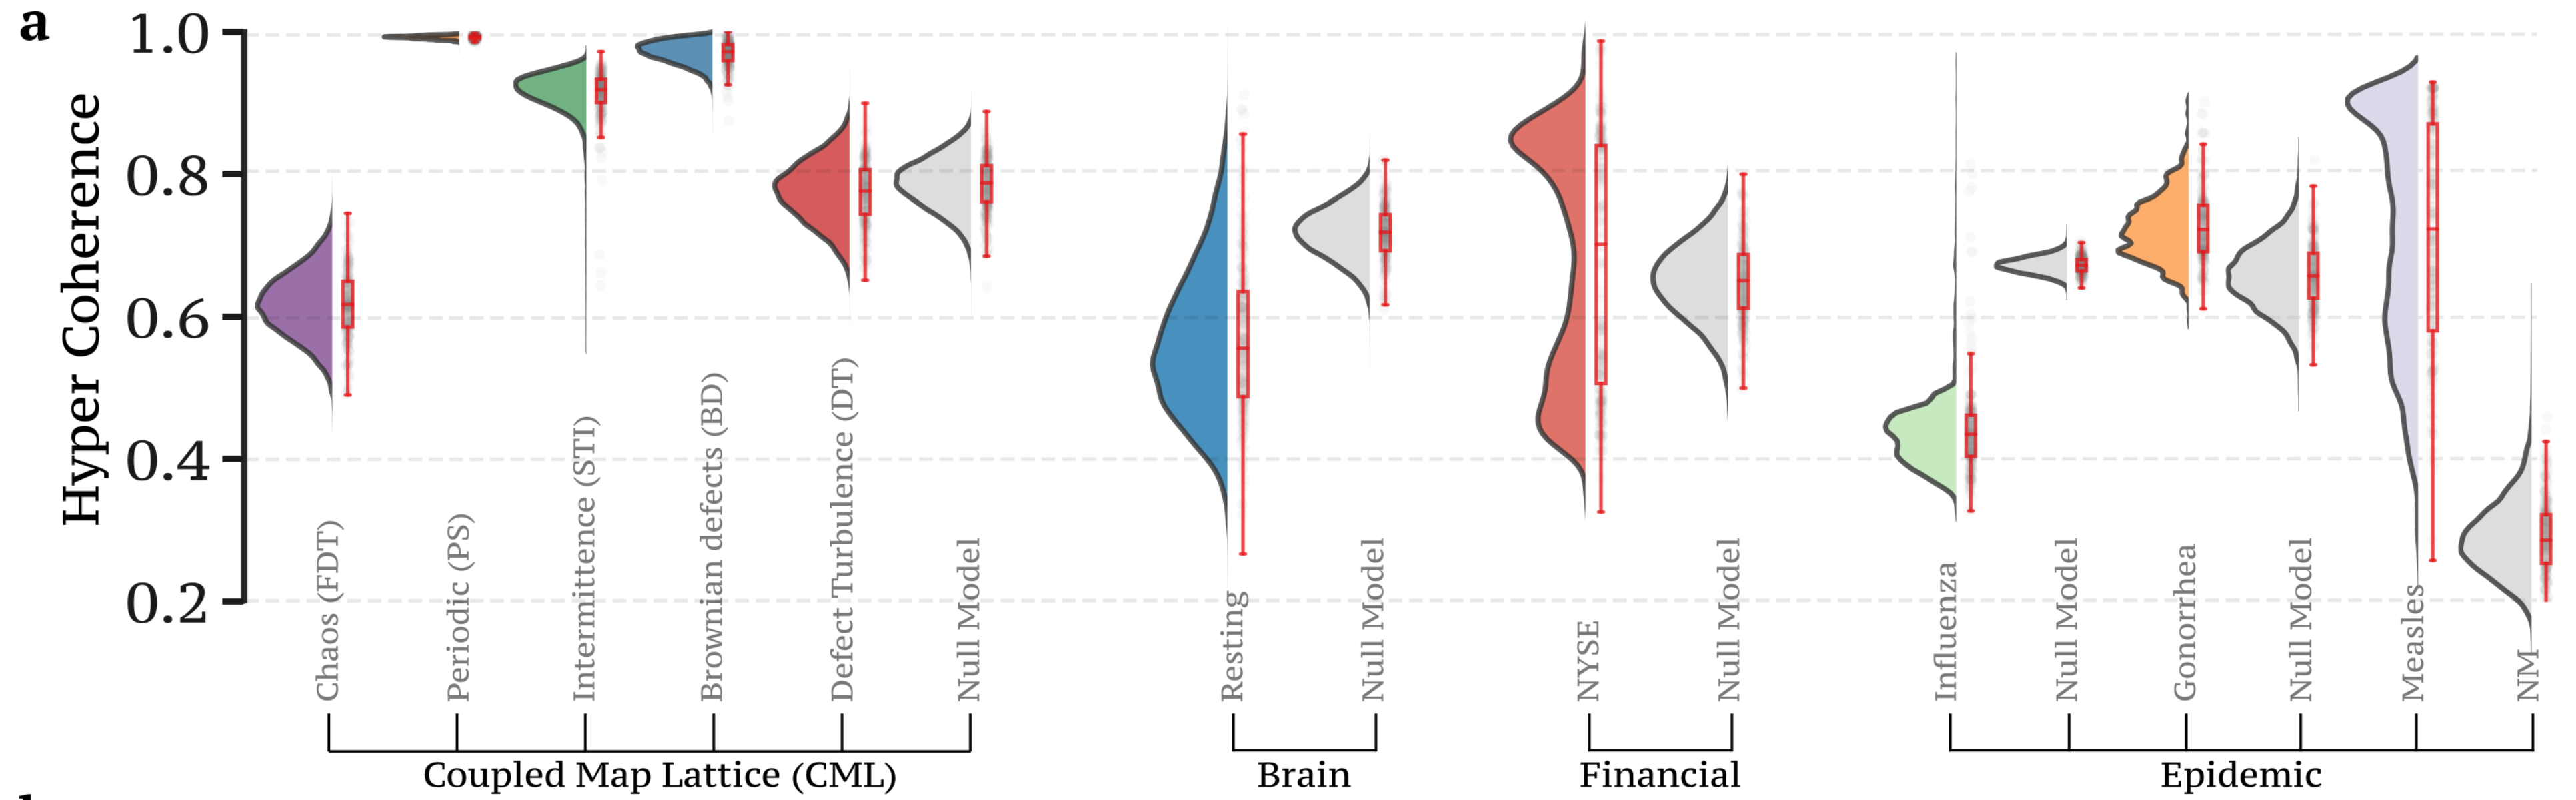 a
Hyper Coherence
1.0
0.8
0.6
0.4
0.2
Chaos (FDT)
Periodic (PS)
Intermittence (STI)
Brownian defects (BD)
Defect Turbulence (DT)
Null Model
Resting
Null Model
NYSE
Null Model
Influenza
Null Model
Gonorrhea
Null Model
Measles
NM
Coupled Map Lattice (CML)
Brain
Financial
Epidemic